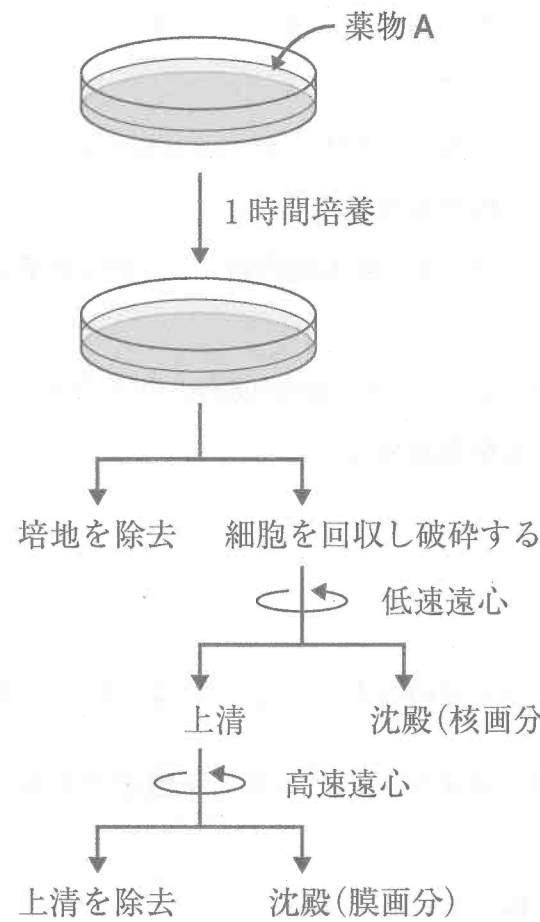 薬物A
1時間培養
培地を除去 細胞を回収し破砕する
低速遠心
上清 沈殿(核画分
高速遠心
上清を除去 沈殿(膜画分)